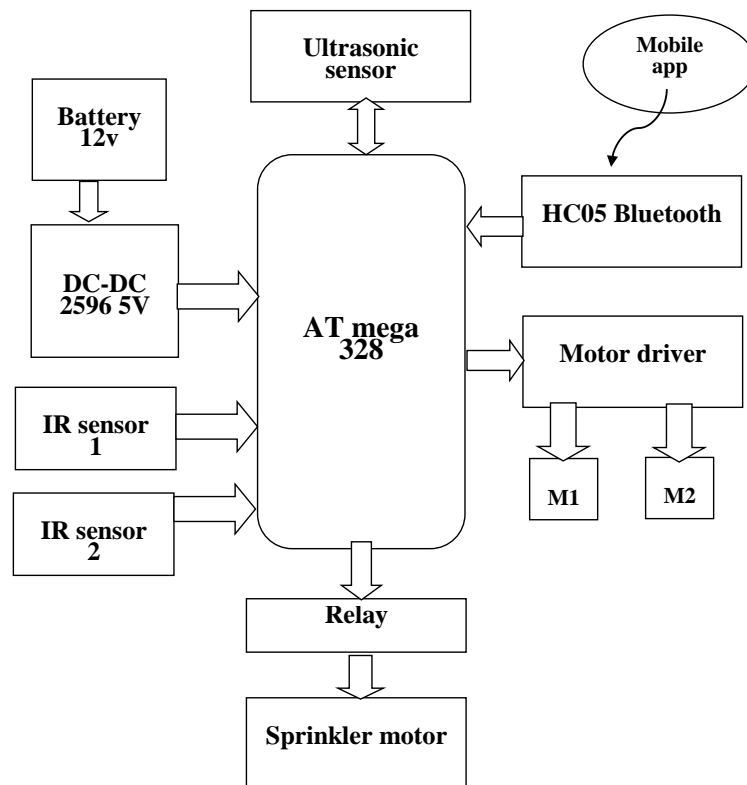 Ultrasonic
sensor
Mobile
app
Battery
12v
HC05 Bluetooth
DC-DC
2596 5V
AT mega
328
Motor driver
IR sensor
1
M1
M2
IR sensor
2
Relay
Sprinkler motor